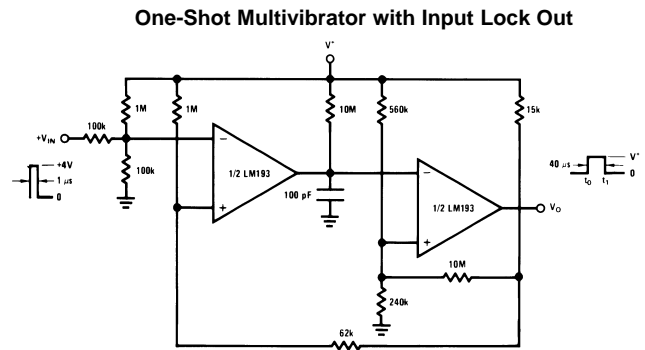 One-Shot Multivibrator with Input Lock Out
V+
1M
1M
10M
560k
15k
100k
+VIN
100k
+4V
1 μs
0
−
+
1/2 LM193
100 pF
−
+
1/2 LM193
VO
40 μs
V+
0
t0 t1
10M
240k
62k